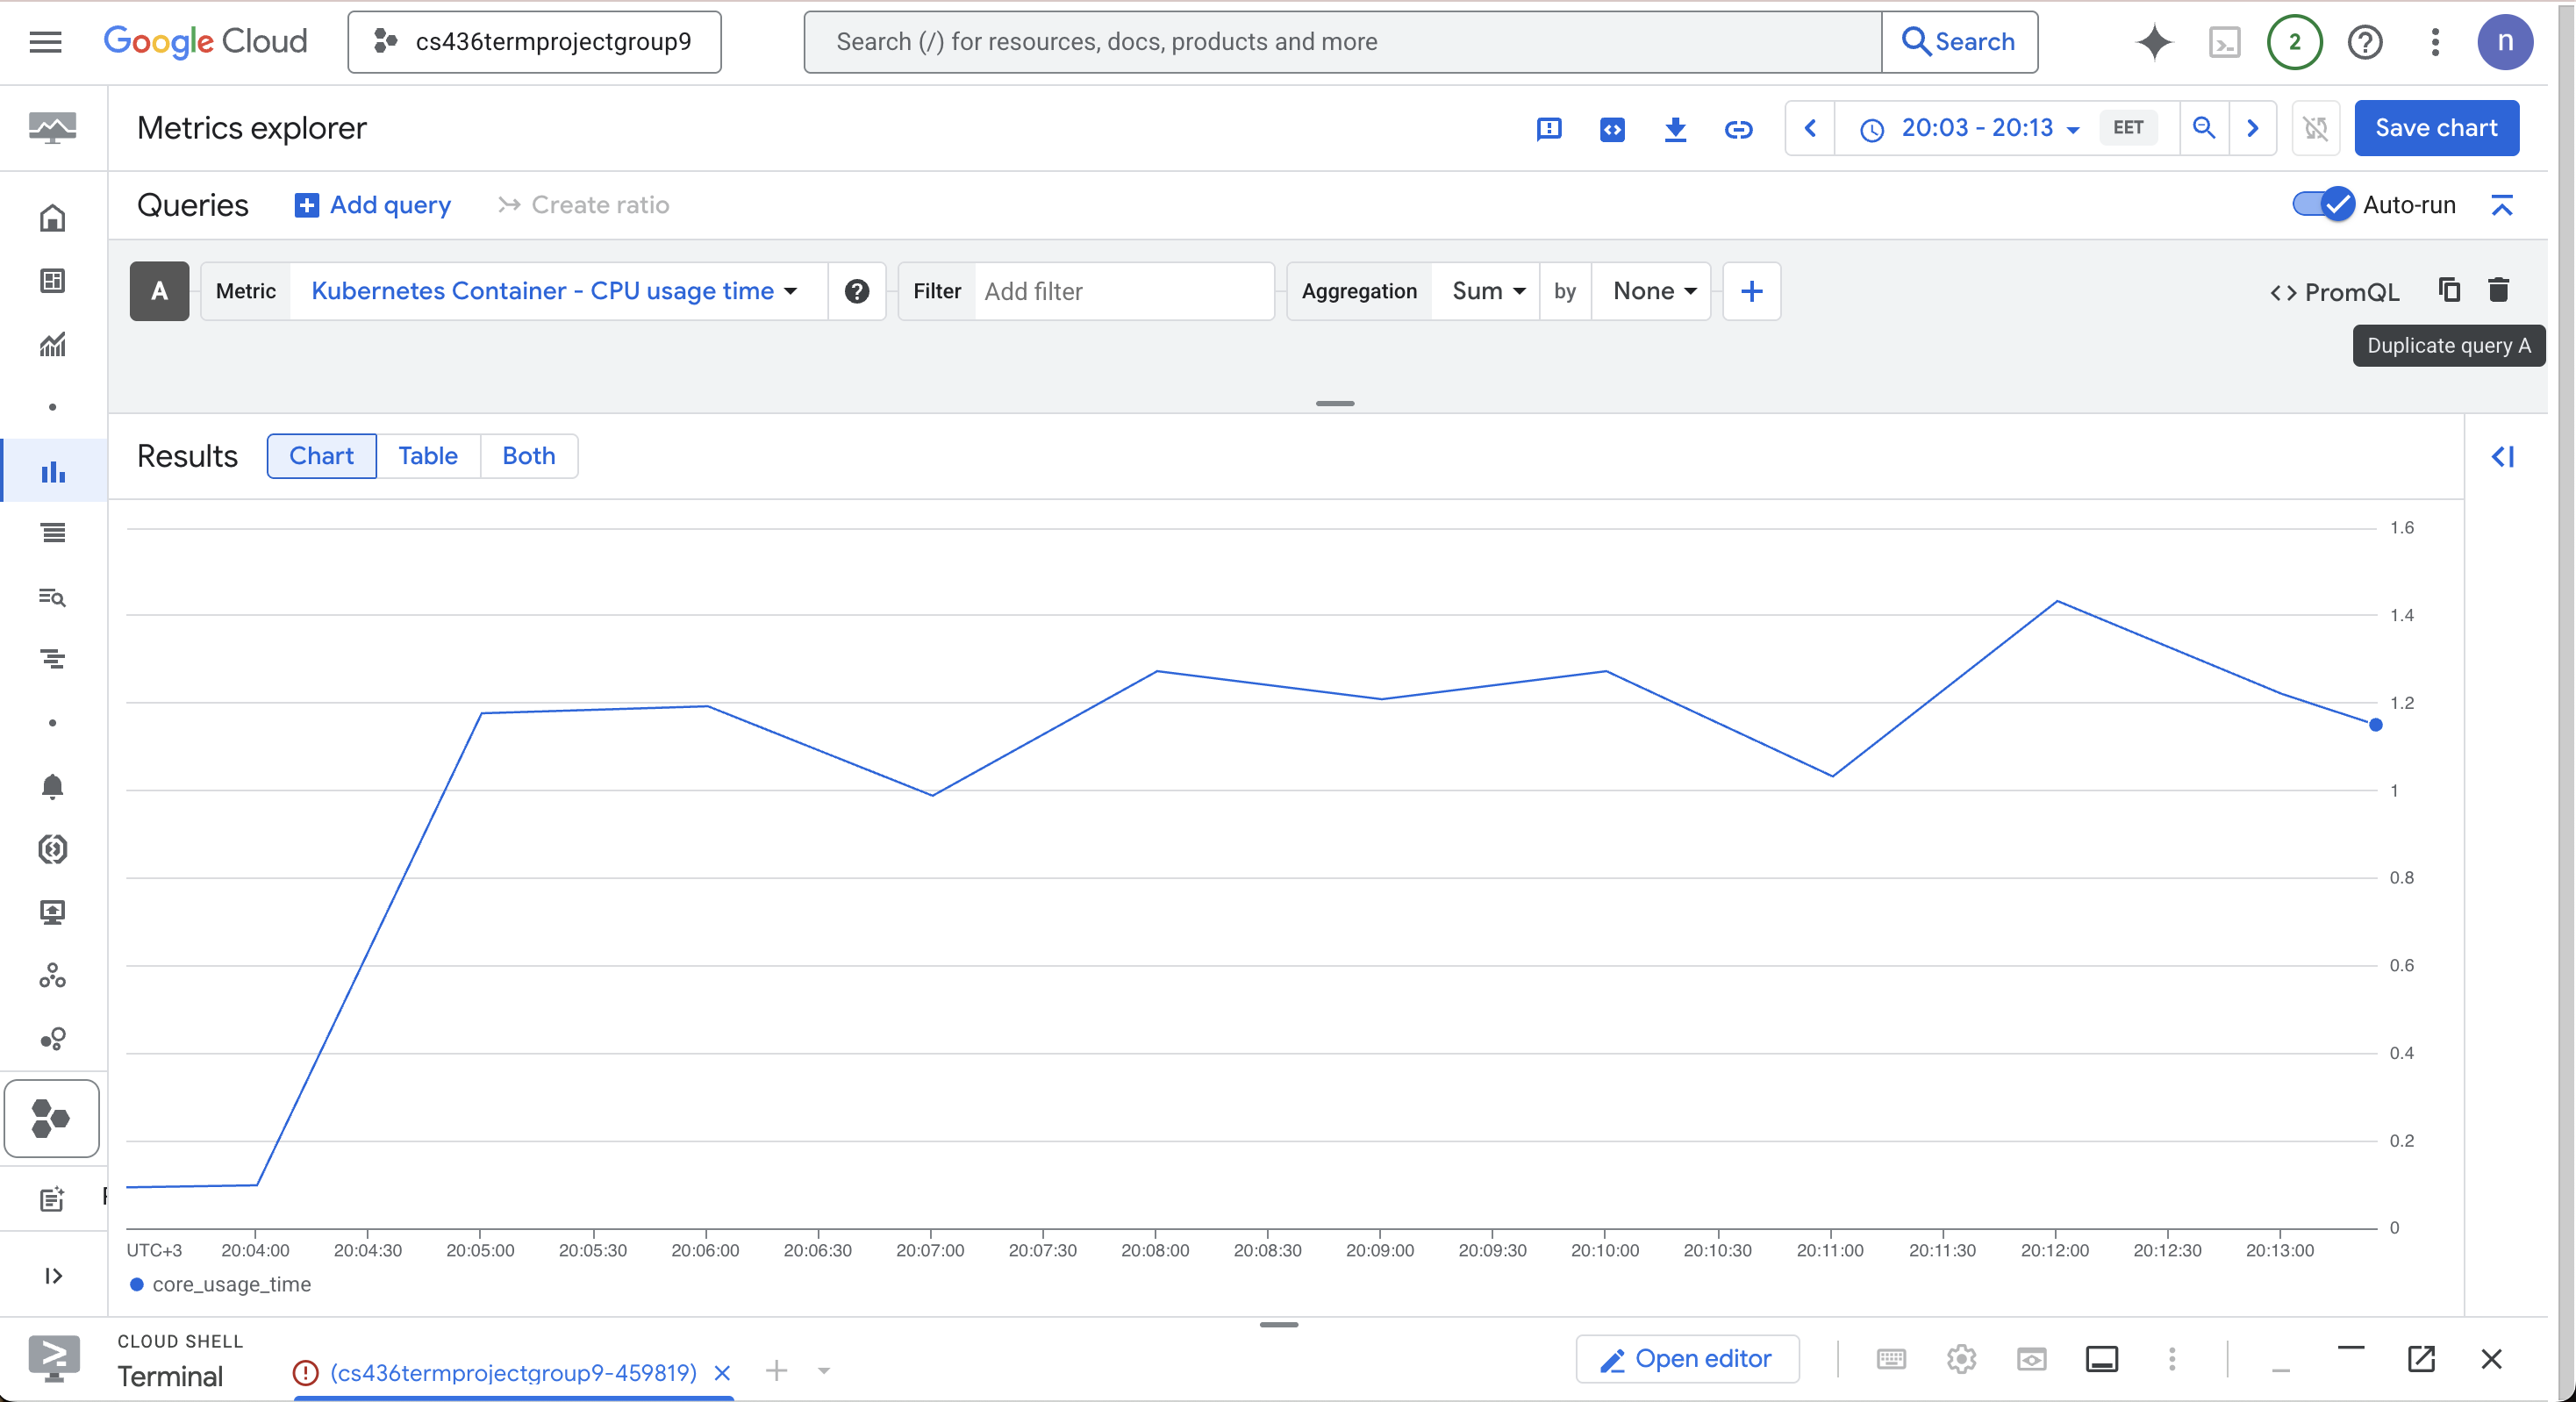 Google Cloud
cs436termprojectgroup9
Search (/) for resources, docs, products and more
Search
2
n
Metrics explorer
20:03 - 20:13
EET
Save chart
Queries
Add query
Create ratio
Auto-run
A
Metric
Kubernetes Container - CPU usage time
Filter
Add filter
Aggregation
Sum
by
None
<> PromQL
Duplicate query A
Results
Chart
Table
Both
1.6
1.4
1.2
1
0.8
0.6
0.4
0.2
0
UTC+3
20:04:00
20:04:30
20:05:00
20:05:30
20:06:00
20:06:30
20:07:00
20:07:30
20:08:00
20:08:30
20:09:00
20:09:30
20:10:00
20:10:30
20:11:00
20:11:30
20:12:00
20:12:30
20:13:00
core_usage_time
CLOUD SHELL
Terminal
(cs436termprojectgroup9-459819)
Open editor